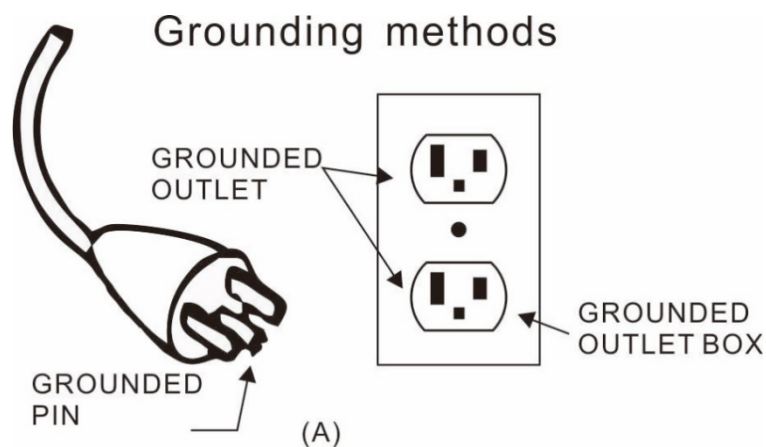 Grounding methods
GROUNDED
OUTLET
GROUNDED
OUTLET BOX
GROUNDED
PIN
(A)